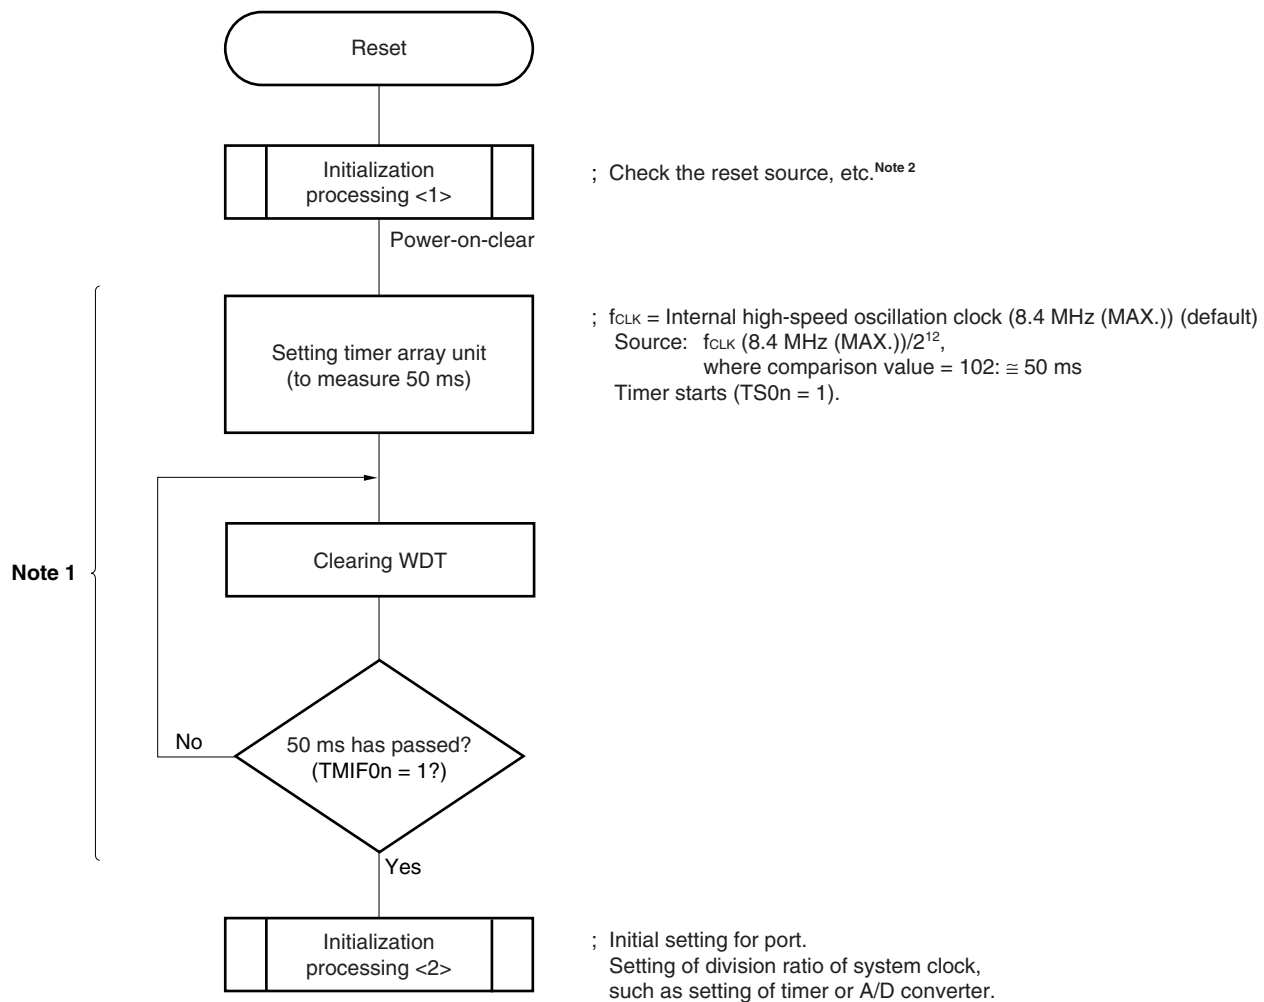 Reset
Initialization
processing <1>
; Check the reset source, etc.Note 2
Power-on-clear
Setting timer array unit
(to measure 50 ms)
; fCLK = Internal high-speed oscillation clock (8.4 MHz (MAX.)) (default)
Source: fCLK (8.4 MHz (MAX.))/2¹²,
where comparison value = 102: ≅ 50 ms
Timer starts (TS0n = 1).
Note 1
Clearing WDT
No
50 ms has passed?
(TMIF0n = 1?)
Yes
Initialization
processing <2>
; Initial setting for port.
Setting of division ratio of system clock,
such as setting of timer or A/D converter.